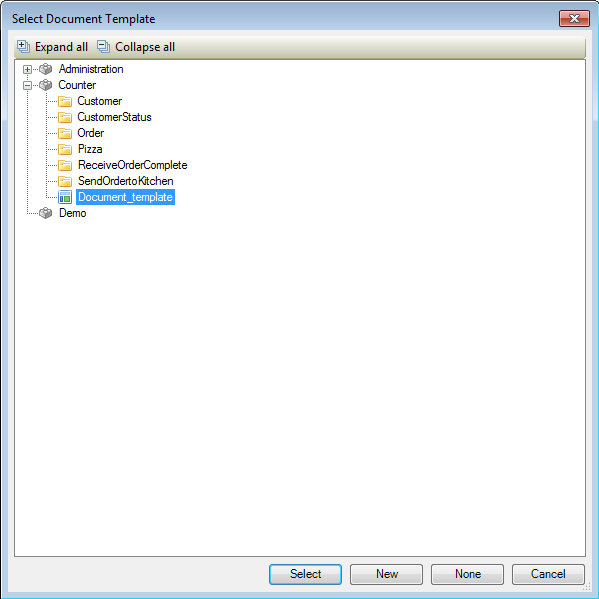 Select Document Template
Expand all Collapse all
Administration
Counter
Customer
CustomerStatus
Order
Pizza
ReceiveOrderComplete
SendOrdertoKitchen
Document_template
Demo
Select New None Cancel